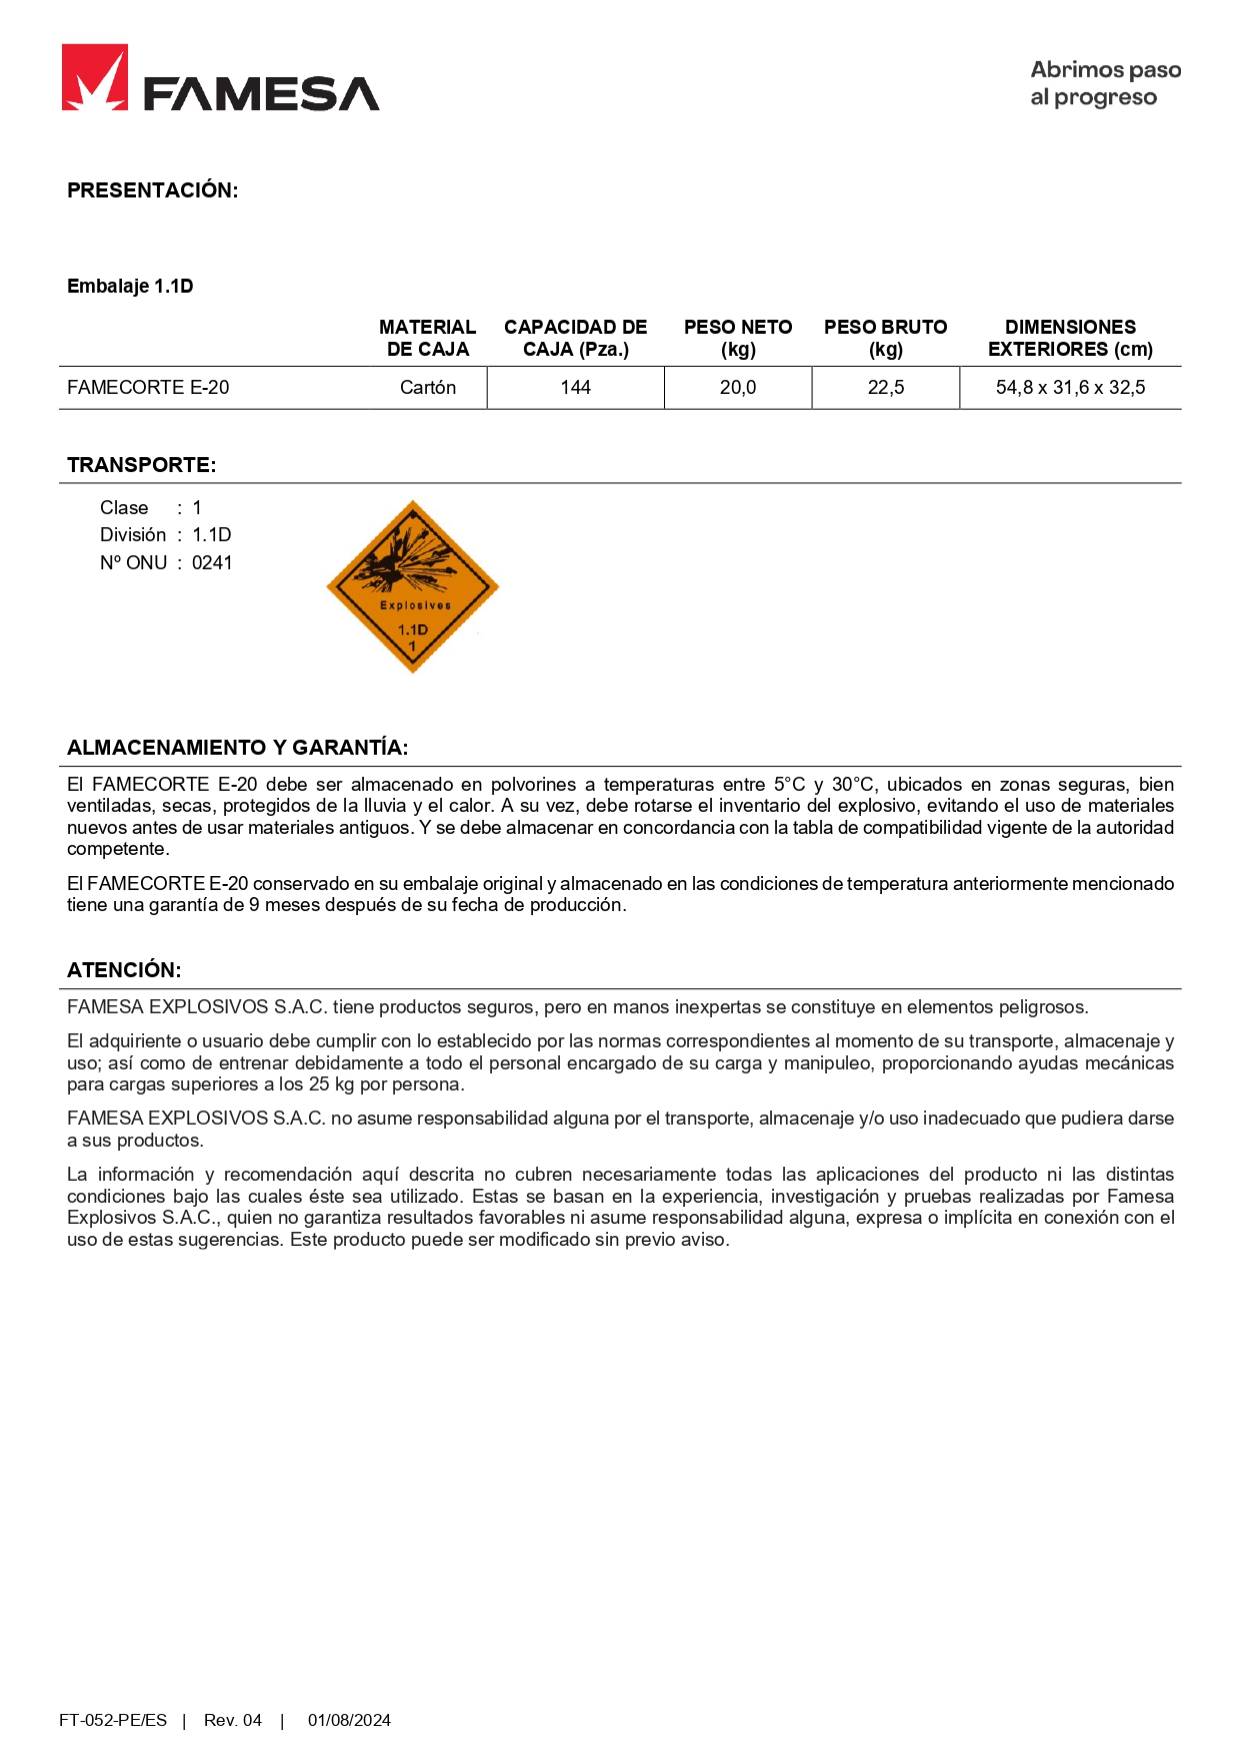 FAMESA
Abrimos paso
al progreso
PRESENTACIÓN:
Embalaje 1.1D
MATERIAL DE CAJA CAPACIDAD DE CAJA (Pza.) PESO NETO (kg) PESO BRUTO (kg) DIMENSIONES EXTERIORES (cm)
FAMECORTE E-20 Cartón 144 20,0 22,5 54,8 x 31,6 x 32,5
TRANSPORTE:
Clase : 1
División : 1.1D
Nº ONU : 0241
Explosives
1.1D
1
ALMACENAMIENTO Y GARANTÍA:
El FAMECORTE E-20 debe ser almacenado en polvorines a temperaturas entre 5°C y 30°C, ubicados en zonas seguras, bien
ventiladas, secas, protegidos de la lluvia y el calor. A su vez, debe rotarse el inventario del explosivo, evitando el uso de materiales
nuevos antes de usar materiales antiguos. Y se debe almacenar en concordancia con la tabla de compatibilidad vigente de la autoridad
competente.
El FAMECORTE E-20 conservado en su embalaje original y almacenado en las condiciones de temperatura anteriormente mencionado
tiene una garantía de 9 meses después de su fecha de producción.
ATENCIÓN:
FAMESA EXPLOSIVOS S.A.C. tiene productos seguros, pero en manos inexpertas se constituye en elementos peligrosos.
El adquiriente o usuario debe cumplir con lo establecido por las normas correspondientes al momento de su transporte, almacenaje y
uso; así como de entrenar debidamente a todo el personal encargado de su carga y manipuleo, proporcionando ayudas mecánicas
para cargas superiores a los 25 kg por persona.
FAMESA EXPLOSIVOS S.A.C. no asume responsabilidad alguna por el transporte, almacenaje y/o uso inadecuado que pudiera darse
a sus productos.
La información y recomendación aquí descrita no cubren necesariamente todas las aplicaciones del producto ni las distintas
condiciones bajo las cuales éste sea utilizado. Estas se basan en la experiencia, investigación y pruebas realizadas por Famesa
Explosivos S.A.C., quien no garantiza resultados favorables ni asume responsabilidad alguna, expresa o implícita en conexión con el
uso de estas sugerencias. Este producto puede ser modificado sin previo aviso.
FT-052-PE/ES | Rev. 04 | 01/08/2024